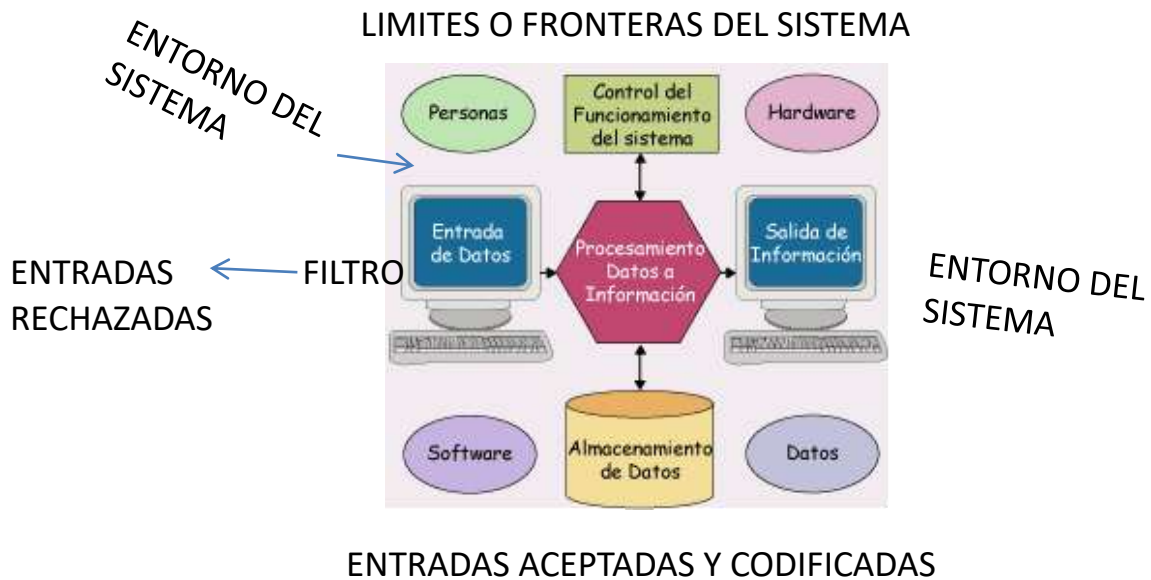 LIMITES O FRONTERAS DEL SISTEMA
ENTORNO DEL
SISTEMA
Personas
Control del
Funcionamiento
del sistema
Hardware
Entrada
de Datos
Procesamiento
Datos a
Información
Salida de
Información
ENTRADAS
RECHAZADAS
FILTRO
ENTORNO DEL
SISTEMA
Software
Almacenamiento
de Datos
Datos
ENTRADAS ACEPTADAS Y CODIFICADAS